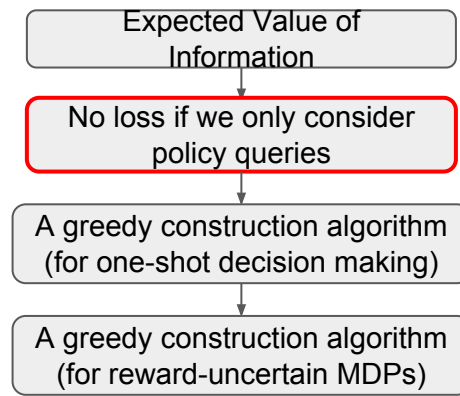 Expected Value of
Information
No loss if we only consider
policy queries
A greedy construction algorithm
(for one-shot decision making)
A greedy construction algorithm
(for reward-uncertain MDPs)